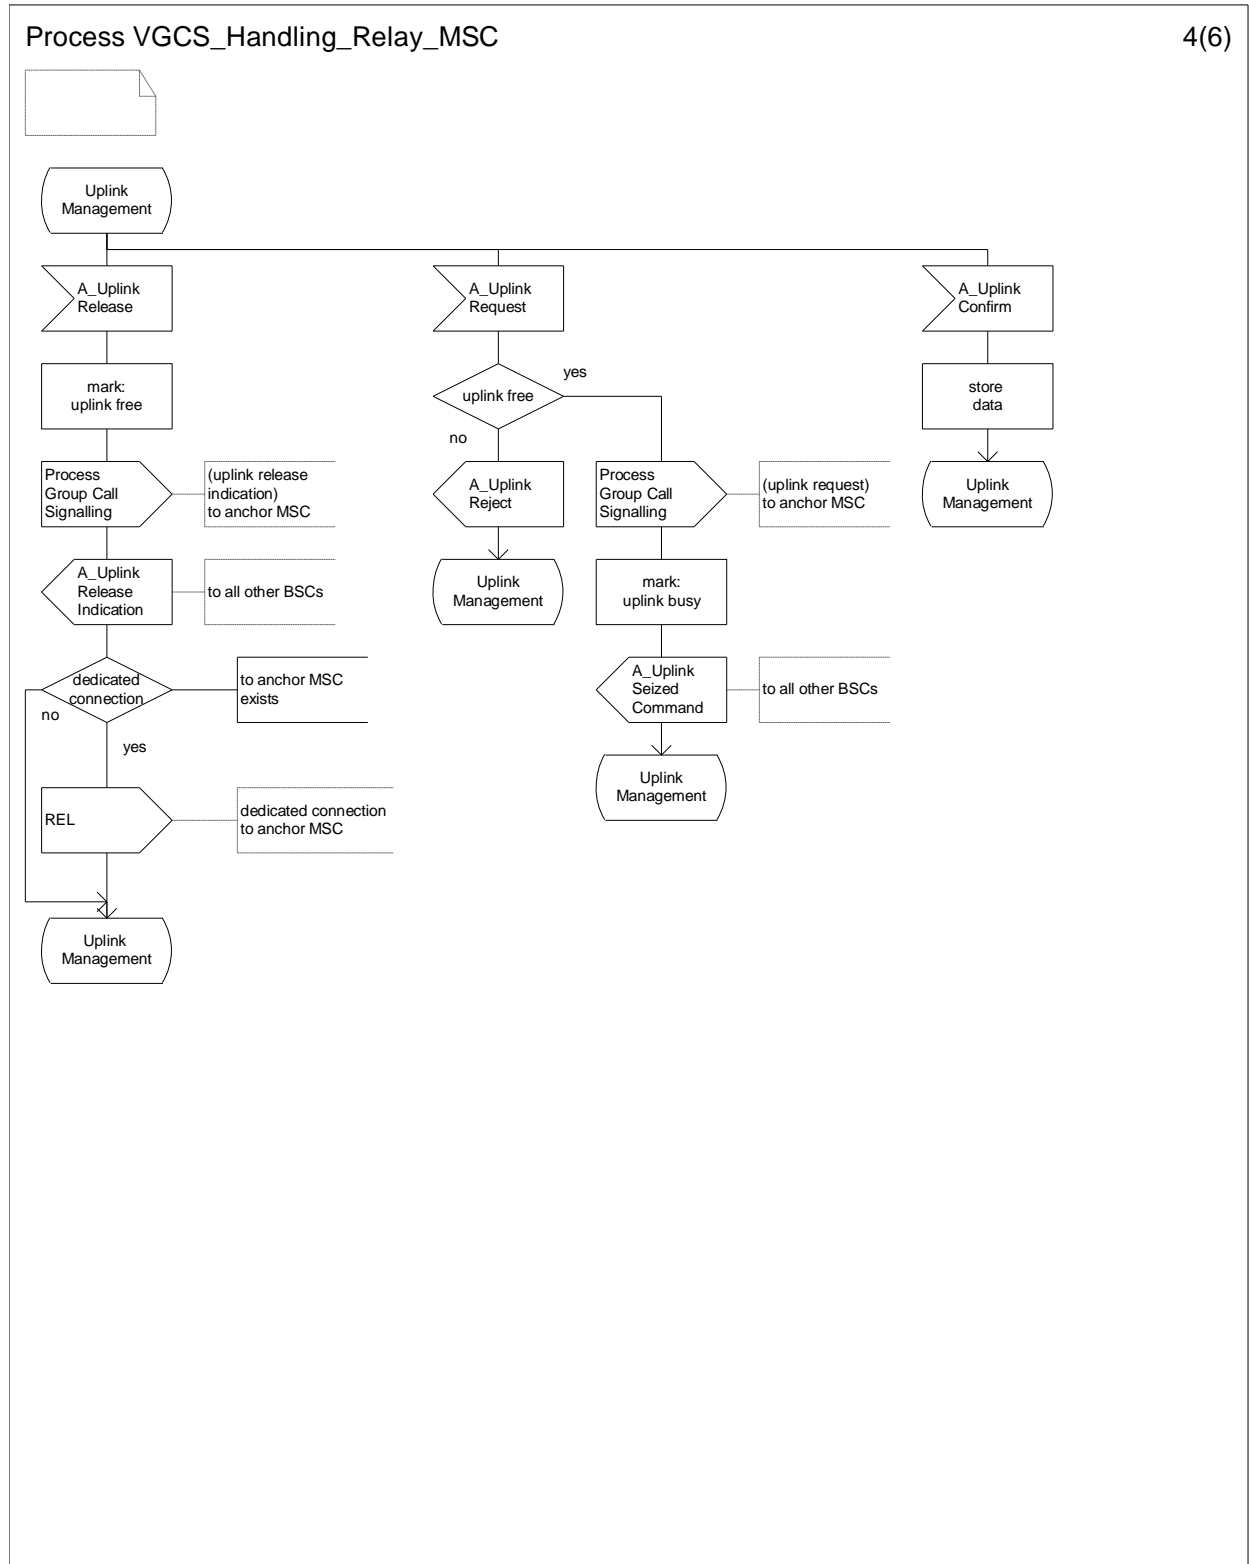 Process VGCS_Handling_Relay_MSC
4(6)
Uplink
Management
A_Uplink
Release
A_Uplink
Request
A_Uplink
Confirm
mark:
uplink free
uplink free
yes
no
store
data
Process
Group Call
Signalling
(uplink release
indication)
to anchor MSC
A_Uplink
Reject
Process
Group Call
Signalling
(uplink request)
to anchor MSC
Uplink
Management
A_Uplink
Release
Indication
to all other BSCs
Uplink
Management
mark:
uplink busy
dedicated
connection
no
yes
to anchor MSC
exists
A_Uplink
Seized
Command
to all other BSCs
REL
dedicated connection
to anchor MSC
Uplink
Management
Uplink
Management